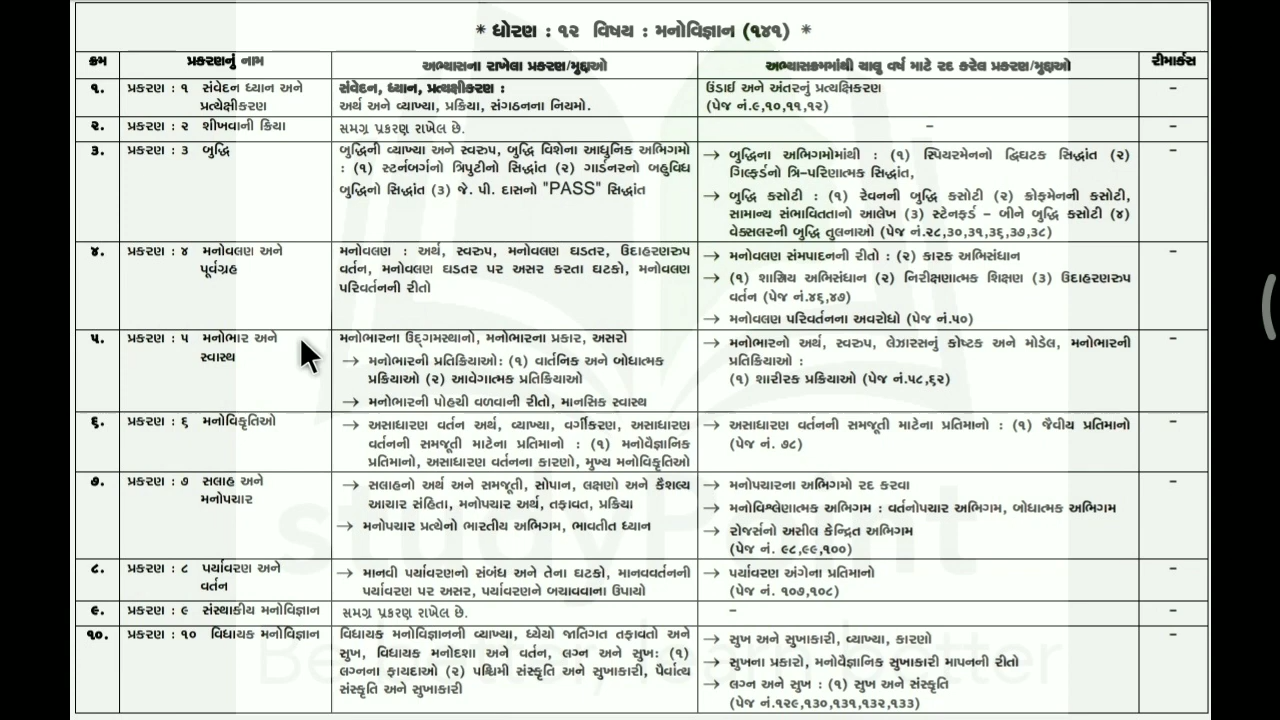 * ધોરણ : ૧૨ વિષય : મનોવિજ્ઞાન (૧૪૧) *
ક્રમ પ્રકરણનું નામ અભ્યાસના રાખેલા પ્રકરણ/મુદ્દાઓ અભ્યાસક્રમમાંથી ચાલુ વર્ષ માટે રદ કરેલ પ્રકરણ/મુદ્દાઓ રીમાર્કસ
૧. પ્રકરણ : ૧ સંવેદન ધ્યાન અને
પ્રત્યેક્ષીકરણ
સંવેદન, ધ્યાન, પ્રત્યક્ષીકરણ :
અર્થ અને વ્યાખ્યા, પ્રક્રિયા, સંગઠનના નિયમો.
ઉંડાઈ અને અંતરનું પ્રત્યક્ષિકરણ
(પેજ નં.૯,૧૦,૧૧,૧૨)
–
૨. પ્રકરણ : ૨ શીખવાની ક્રિયા સમગ્ર પ્રકરણ રાખેલ છે. – –
૩. પ્રકરણ : ૩ બુદ્ધિ
બુદ્ધિની વ્યાખ્યા અને સ્વરુપ, બુદ્ધિ વિશેના આધુનિક અભિગમો
: (૧) સ્ટર્નબર્ગનો ત્રિપુટીનો સિદ્ધાંત (૨) ગાર્ડનરનો બહુવિધ
બુદ્ધિનો સિદ્ધાંત (૩) જે. પી. દાસનો "PASS" સિદ્ધાંત
→ બુદ્ધિના અભિગમોમાંથી : (૧) સ્પિયરમેનનો દ્વિઘટક સિદ્ધાંત (૨)
ગિલ્ફર્ડનો ત્રિ-પરિણાત્મક સિદ્ધાંત,
→ બુદ્ધિ કસોટી : (૧) રેવનની બુદ્ધિ કસોટી (૨) કોફમેનની કસોટી,
સામાન્ય સંભાવિતતાનો આલેખ (૩) સ્ટેનફર્ડ – બીને બુદ્ધિ કસોટી (૪)
વેક્સલરની બુદ્ધિ તુલનાઓ (પેજ નં.૨૮,૩૦,૩૧,૩૬,૩૭,૩૮)
–
૪. પ્રકરણ : ૪ મનોવલણ અને
પૂર્વગ્રહ
મનોવલણ : અર્થ, સ્વરુપ, મનોવલણ ઘડતર, ઉદાહરણરુપ
વર્તન, મનોવલણ ઘડતર પર અસર કરતા ઘટકો, મનોવલણ
પરિવર્તનની રીતો
→ મનોવલણ સંમપાદનની રીતો : (૨) કારક અભિસંધાન
→ (૧) શાસ્ત્રિય અભિસંધાન (૨) નિરીક્ષણાત્મક શિક્ષણ (૩) ઉદાહરણરુપ
વર્તન (પેજ નં.૪૬,૪૭)
→ મનોવલણ પરિવર્તનના અવરોધો (પેજ નં.૫૦)
–
૫. પ્રકરણ : ૫ મનોભાર અને
સ્વાસ્થ
મનોભારના ઉદ્ગમસ્થાનો, મનોભારના પ્રકાર, અસરો
→ મનોભારની પ્રતિક્રિયાઓ: (૧) વાર્તનિક અને બોધાત્મક
પ્રક્રિયાઓ (૨) આવેગાત્મક પ્રતિક્રિયાઓ
→ મનોભારની પોહચી વળવાની રીતો, માનસિક સ્વાસ્થ
→ મનોભારનો અર્થ, સ્વરુપ, લેઝારસનું કોષ્ટક અને મોડેલ, મનોભારની
પ્રતિક્રિયાઓ :
(૧) શારીરક પ્રક્રિયાઓ (પેજ નં.૫૮,૬૨)
–
૬. પ્રકરણ : ૬ મનોવિકૃતિઓ
→ અસાધારણ વર્તન અર્થ, વ્યાખ્યા, વર્ગીકરણ, અસાધારણ
વર્તનની સમજૂતી માટેના પ્રતિમાનો : (૧) મનોવૈજ્ઞાનિક
પ્રતિમાનો, અસાધારણ વર્તનના કારણો, મુખ્ય મનોવિકૃતિઓ
→ અસાધારણ વર્તનની સમજૂતી માટેના પ્રતિમાનો : (૧) જૈવીય પ્રતિમાનો
(પેજ નં. ૭૮)
–
૭. પ્રકરણ : ૭ સલાહ અને
મનોપચાર
→ સલાહનો અર્થ અને સમજૂતી, સોપાન, લક્ષણો અને કૈશલ્ય
આચાર સંહિતા, મનોપચાર અર્થ, તફાવત, પ્રક્રિયા
→ મનોપચાર પ્રત્યેનો ભારતીય અભિગમ, ભાવતીત ધ્યાન
→ મનોપચારના અભિગમો રદ કરવા
→ મનોવિશ્લેણાત્મક અભિગમ : વર્તનોપચાર અભિગમ, બોધાત્મક અભિગમ
→ રોજર્સનો અસીલ કેન્દ્રિત અભિગમ
(પેજ નં. ૯૮,૯૯,૧૦૦)
–
૮. પ્રકરણ : ૮ પર્યાવરણ અને
વર્તન
→ માનવી પર્યાવરણનો સંબંધ અને તેના ઘટકો, માનવવર્તનની
પર્યાવરણ પર અસર, પર્યાવરણને બચાવવાના ઉપાયો
→ પર્યાવરણ અંગેના પ્રતિમાનો
(પેજ નં. ૧૦૭,૧૦૮)
–
૯. પ્રકરણ : ૯ સંસ્થાકીય મનોવિજ્ઞાન સમગ્ર પ્રકરણ રાખેલ છે. – –
૧૦. પ્રકરણ : ૧૦ વિધાયક મનોવિજ્ઞાન
વિધાયક મનોવિજ્ઞાનની વ્યાખ્યા, ધ્યેયો જાતિગત તફાવતો અને
સુખ, વિધાયક મનોદશા અને વર્તન, લગ્ન અને સુખ: (૧)
લગ્નના ફાયદાઓ (૨) પશ્ચિમી સંસ્કૃતિ અને સુખાકારી, પૈર્વાત્ય
સંસ્કૃતિ અને સુખાકારી
→ સુખ અને સુખાકારી, વ્યાખ્યા, કારણો
→ સુખના પ્રકારો, મનોવૈજ્ઞાનિક સુખાકારી માપનની રીતો
→ લગ્ન અને સુખ : (૧) સુખ અને સંસ્કૃતિ
(પેજ નં.૧૨૯,૧૩૦,૧૩૧,૧૩૨,૧૩૩)
–